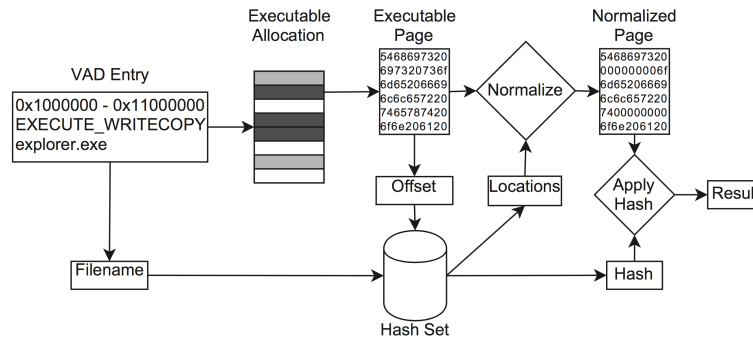 Executable
Allocation
Executable
Page
Normalized
Page
VAD Entry
0x1000000 - 0x11000000
EXECUTE_WRITECOPY
explorer.exe
5468697320
697320736f
6d65206669
6c6c657220
7465787420
6f6e206120
Normalize
5468697320
000000006f
6d65206669
6c6c657220
7400000000
6f6e206120
Offset
Locations
Apply
Hash
Result
Filename
Hash
Hash Set